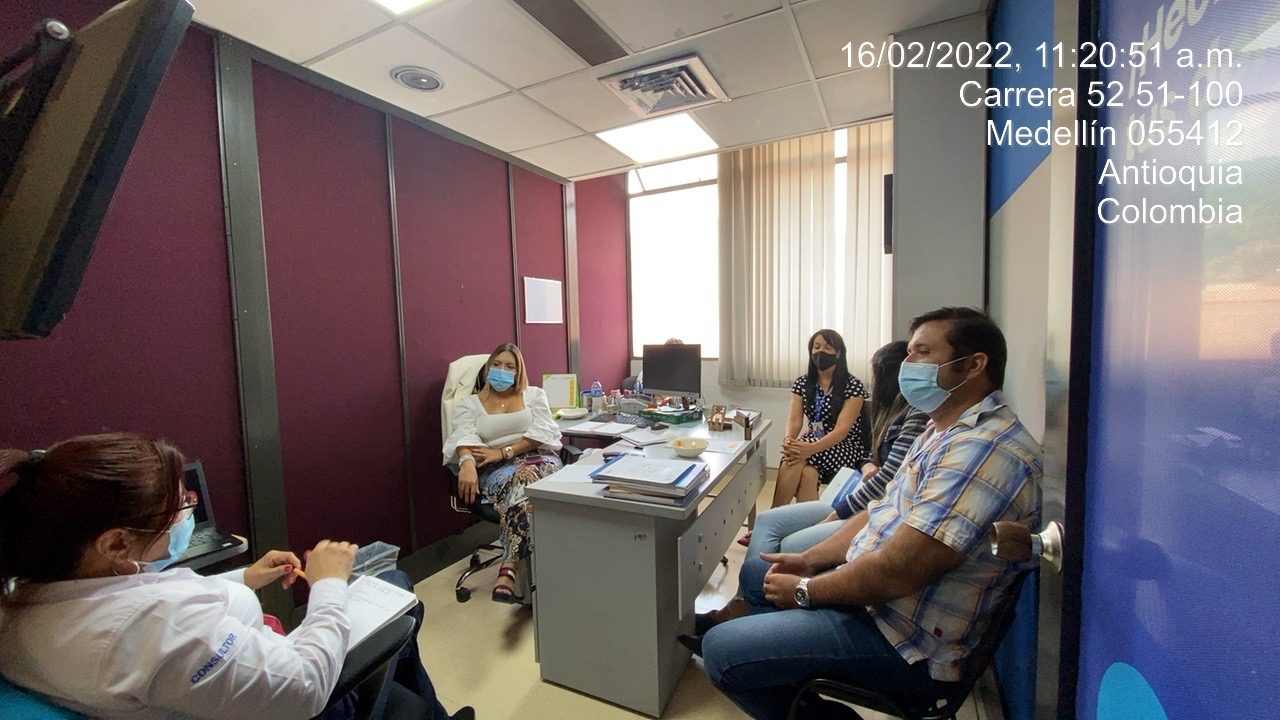 16/02/2022, 11:20:51 a.m.
Carrera 52 51-100
Medellín 055412
Antioquia
Colombia
CONSULTOR